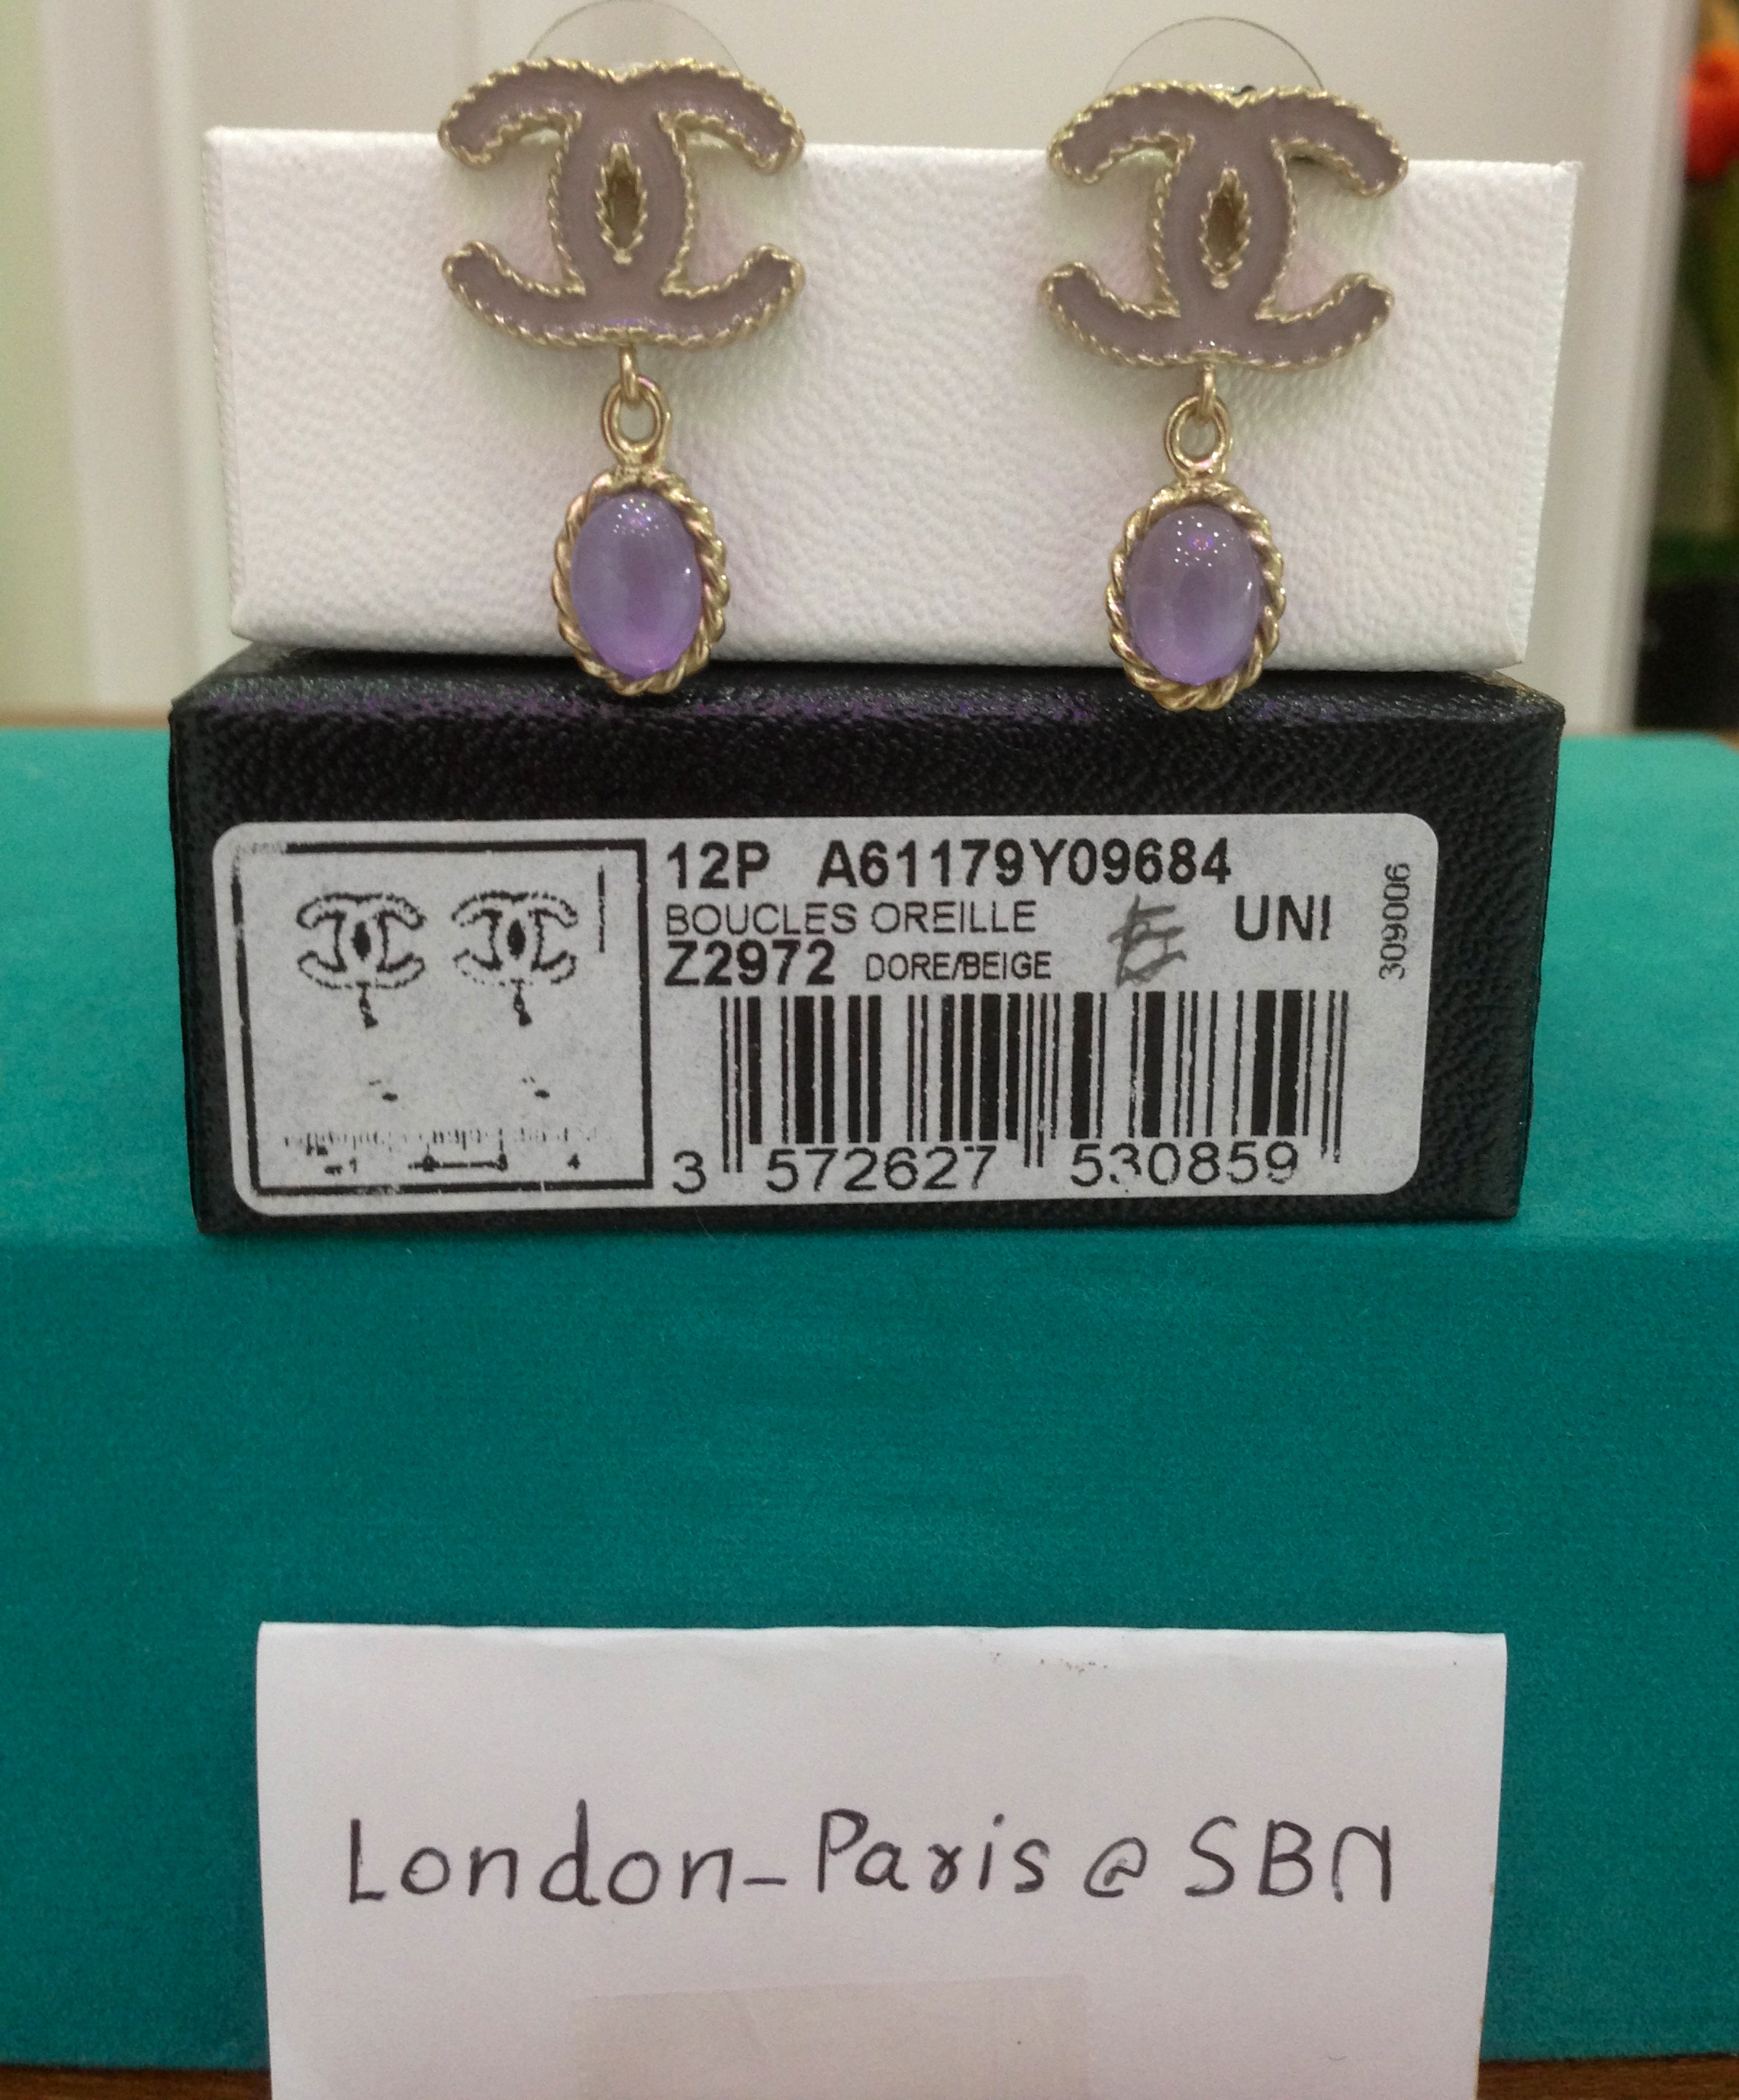 12P A61179Y09684
BOUCLES OREILLE UNI
Z2972 DORE/BEIGE
309006
3 572627 530859
London-Paris @ SBN